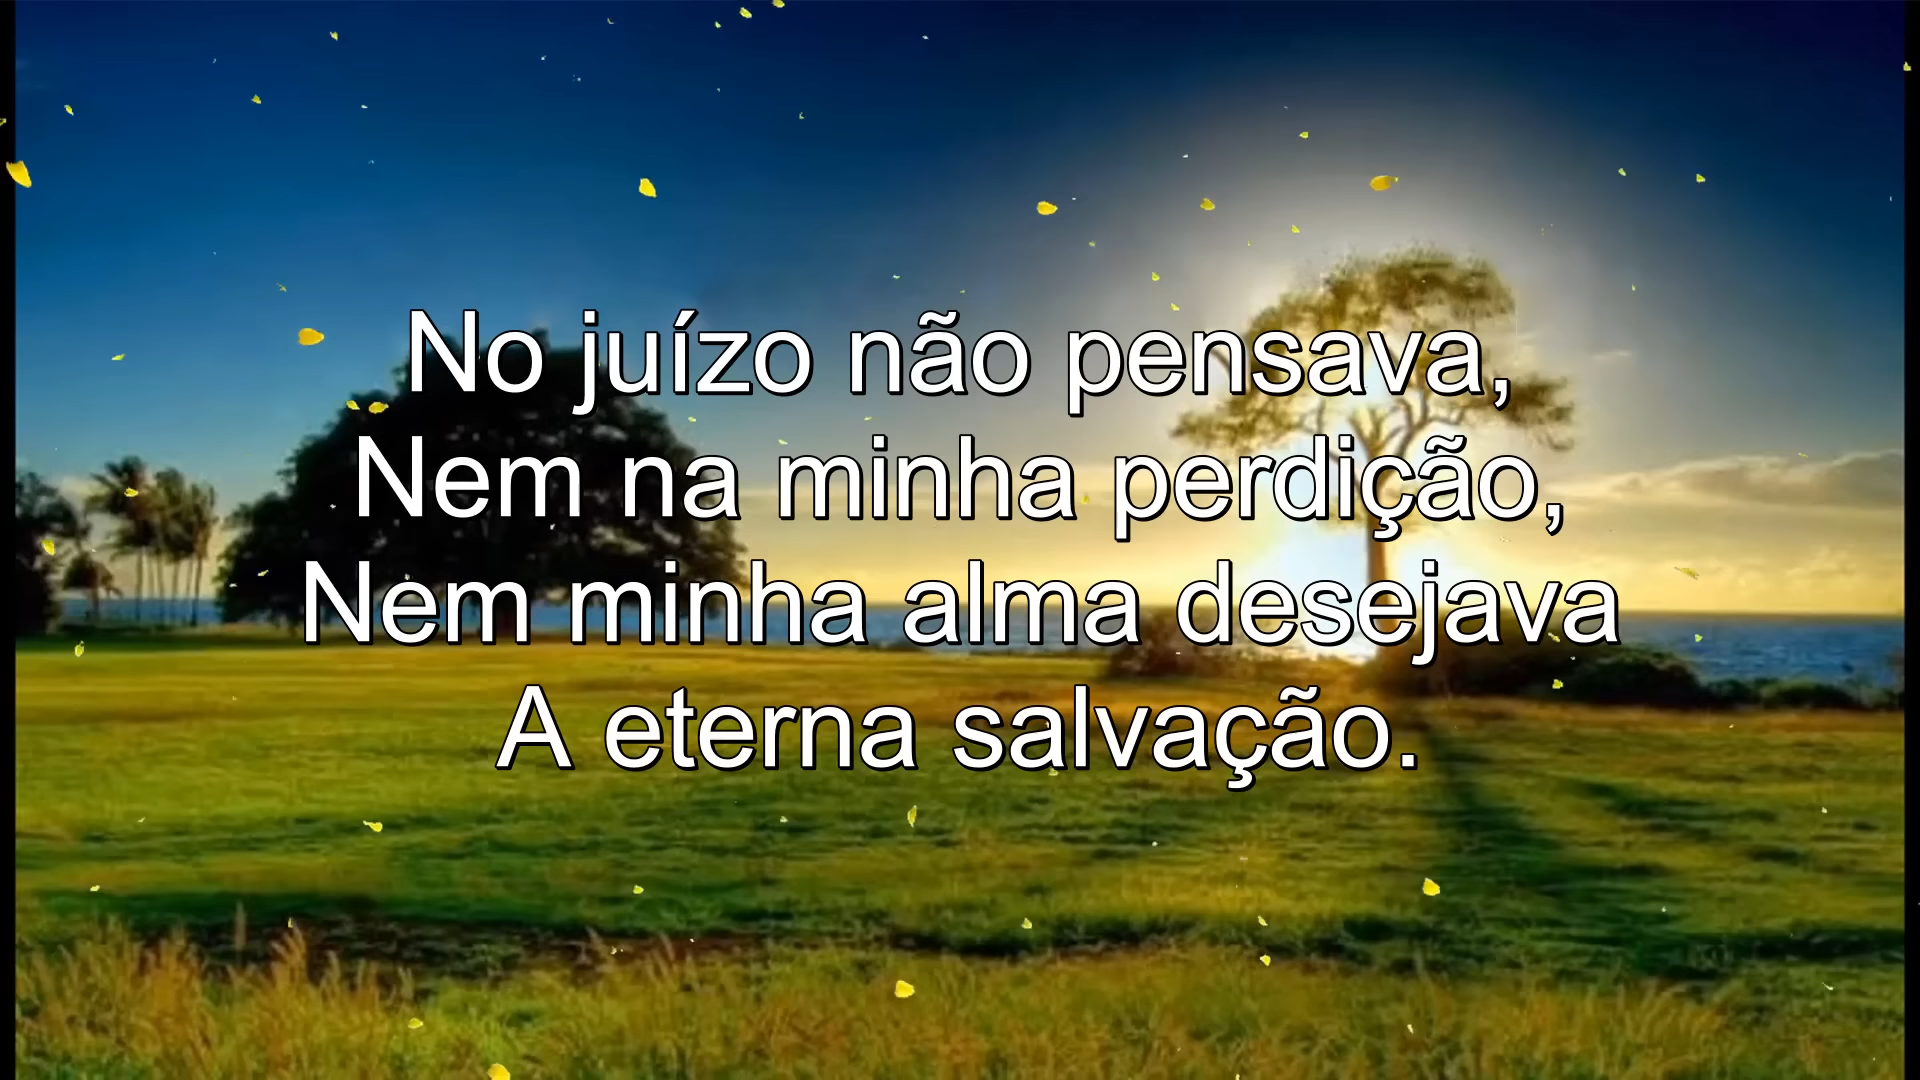 No juízo não pensava,
Nem na minha perdição,
Nem minha alma desejava
A eterna salvação.